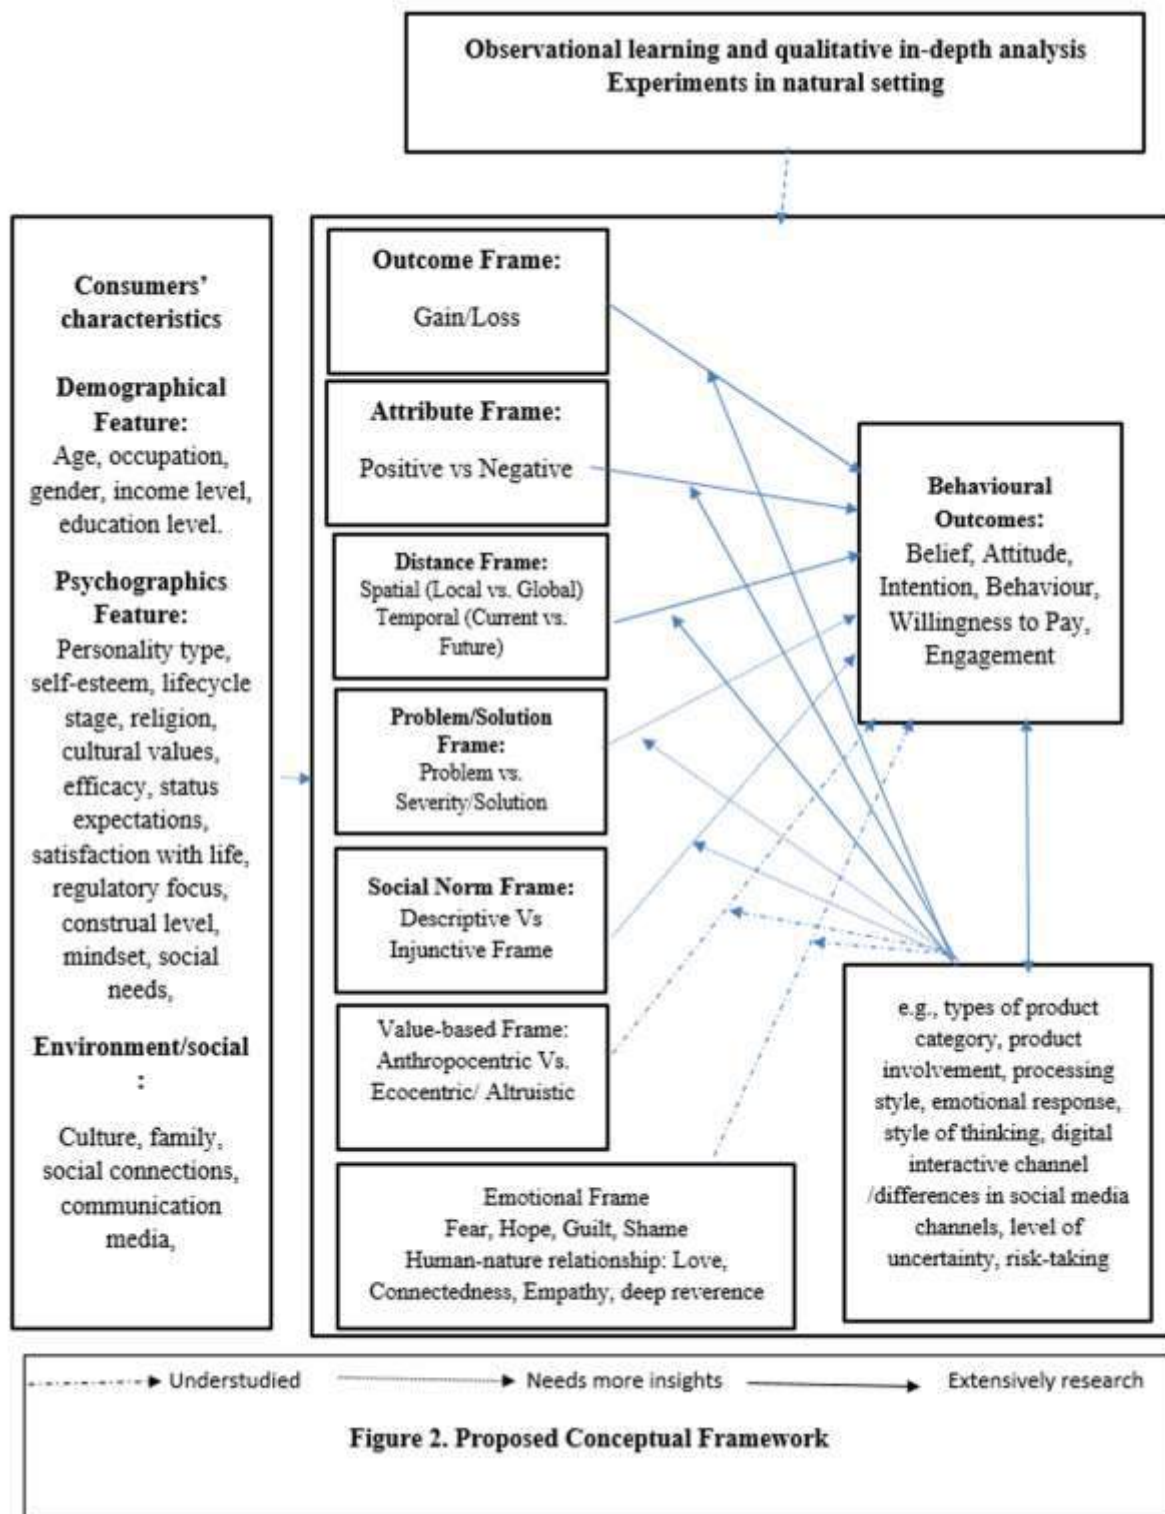 Observational learning and qualitative in-depth analysis
Experiments in natural setting
Consumers’
characteristics
Demographical
Feature:
Age, occupation,
gender, income level,
education level.
Psychographics
Feature:
Personality type,
self-esteem, lifecycle
stage, religion,
cultural values,
efficacy, status
expectations,
satisfaction with life,
regulatory focus,
construal level,
mindset, social
needs,
Environment/social
:
Culture, family,
social connections,
communication
media,
Outcome Frame:
Gain/Loss
Attribute Frame:
Positive vs Negative
Distance Frame:
Spatial (Local vs. Global)
Temporal (Current vs.
Future)
Problem/Solution
Frame:
Problem vs.
Severity/Solution
Social Norm Frame:
Descriptive Vs
Injunctive Frame
Value-based Frame:
Anthropocentric Vs.
Ecocentric/ Altruistic
Emotional Frame
Fear, Hope, Guilt, Shame
Human-nature relationship: Love,
Connectedness, Empathy, deep reverence
Behavioural
Outcomes:
Belief, Attitude,
Intention, Behaviour,
Willingness to Pay,
Engagement
e.g., types of product
category, product
involvement, processing
style, emotional response,
style of thinking, digital
interactive channel
/differences in social media
channels, level of
uncertainty, risk-taking
Understudied
Needs more insights
Extensively research
Figure 2. Proposed Conceptual Framework